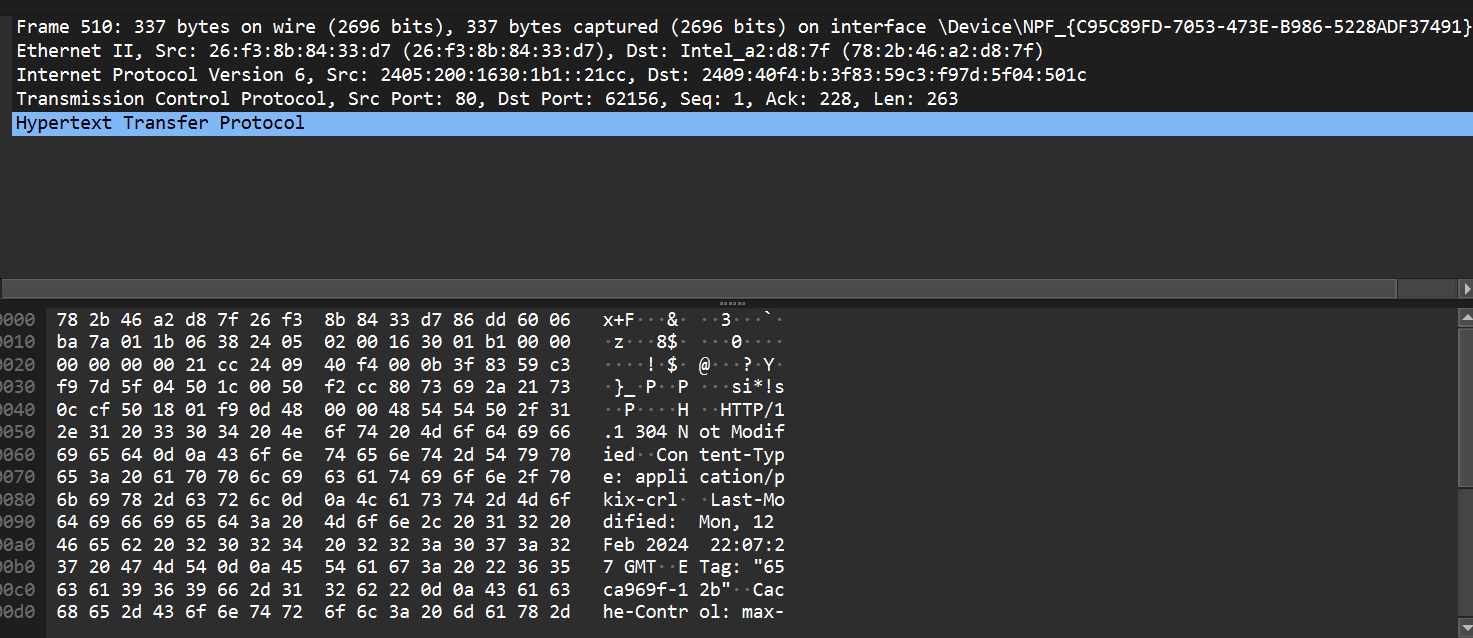 Frame 510: 337 bytes on wire (2696 bits), 337 bytes captured (2696 bits) on interface \Device\NPF_{C95C89FD-7053-473E-B986-5228ADF37491}
Ethernet II, Src: 26:f3:8b:84:33:d7 (26:f3:8b:84:33:d7), Dst: Intel_a2:d8:7f (78:2b:46:a2:d8:7f)
Internet Protocol Version 6, Src: 2405:200:1630:1b1::21cc, Dst: 2409:40f4:b:3f83:59c3:f97d:5f04:501c
Transmission Control Protocol, Src Port: 80, Dst Port: 62156, Seq: 1, Ack: 228, Len: 263
Hypertext Transfer Protocol
0000 78 2b 46 a2 d8 7f 26 f3 8b 84 33 d7 86 dd 60 06 x+F···&· ··3···`·
0010 ba 7a 01 1b 06 38 24 05 02 00 16 30 01 b1 00 00 ·z···8$· ···0····
0020 00 00 00 00 21 cc 24 09 40 f4 00 0b 3f 83 59 c3 ····!·$· @···?·Y·
0030 f9 7d 5f 04 50 1c 00 50 f2 cc 80 73 69 2a 21 73 ·}_·P··P ···si*!s
0040 0c cf 50 18 01 f9 0d 48 00 00 48 54 54 50 2f 31 ··P····H ··HTTP/1
0050 2e 31 20 33 30 34 20 4e 6f 74 20 4d 6f 64 69 66 .1 304 N ot Modif
0060 69 65 64 0d 0a 43 6f 6e 74 65 6e 74 2d 54 79 70 ied··Con tent-Typ
0070 65 3a 20 61 70 70 6c 69 63 61 74 69 6f 6e 2f 70 e: appli cation/p
0080 6b 69 78 2d 63 72 6c 0d 0a 4c 61 73 74 2d 4d 6f kix-crl· ·Last-Mo
0090 64 69 66 69 65 64 3a 20 4d 6f 6e 2c 20 31 32 20 dified: Mon, 12
00a0 46 65 62 20 32 30 32 34 20 32 32 3a 30 37 3a 32 Feb 2024 22:07:2
00b0 37 20 47 4d 54 0d 0a 45 54 61 67 3a 20 22 36 35 7 GMT··E Tag: "65
00c0 63 61 39 36 39 66 2d 31 32 62 22 0d 0a 43 61 63 ca969f-1 2b"··Cac
00d0 68 65 2d 43 6f 6e 74 72 6f 6c 3a 20 6d 61 78 2d he-Contr ol: max-